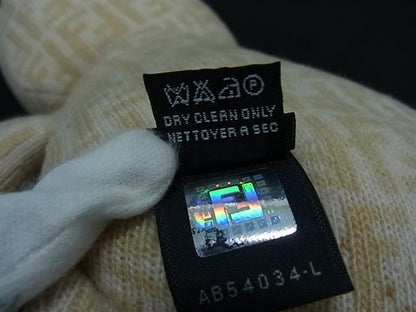 P
DRY CLEAN ONLY
NETTOYER A SEC
AB54034-L